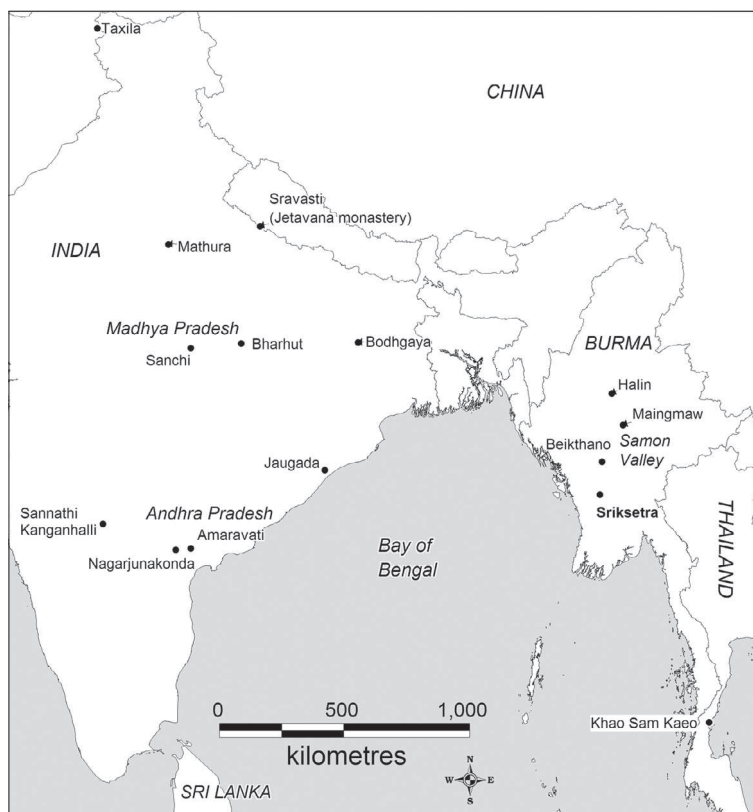 Taxila
CHINA
Sravasti
(Jetavana monastery)
INDIA
Mathura
Madhya Pradesh
Sanchi
Bharhut
Bodhgaya
BURMA
Halin
Maingmaw
Beikthano
Samon
Valley
Jaugada
Sriksetra
Sannathi
Kanganhalli
Andhra Pradesh
Amaravati
Nagarjunakonda
THAILAND
Bay of
Bengal
0 500 1,000
kilometres
Khao Sam Kaeo
N
W E
S
SRI LANKA